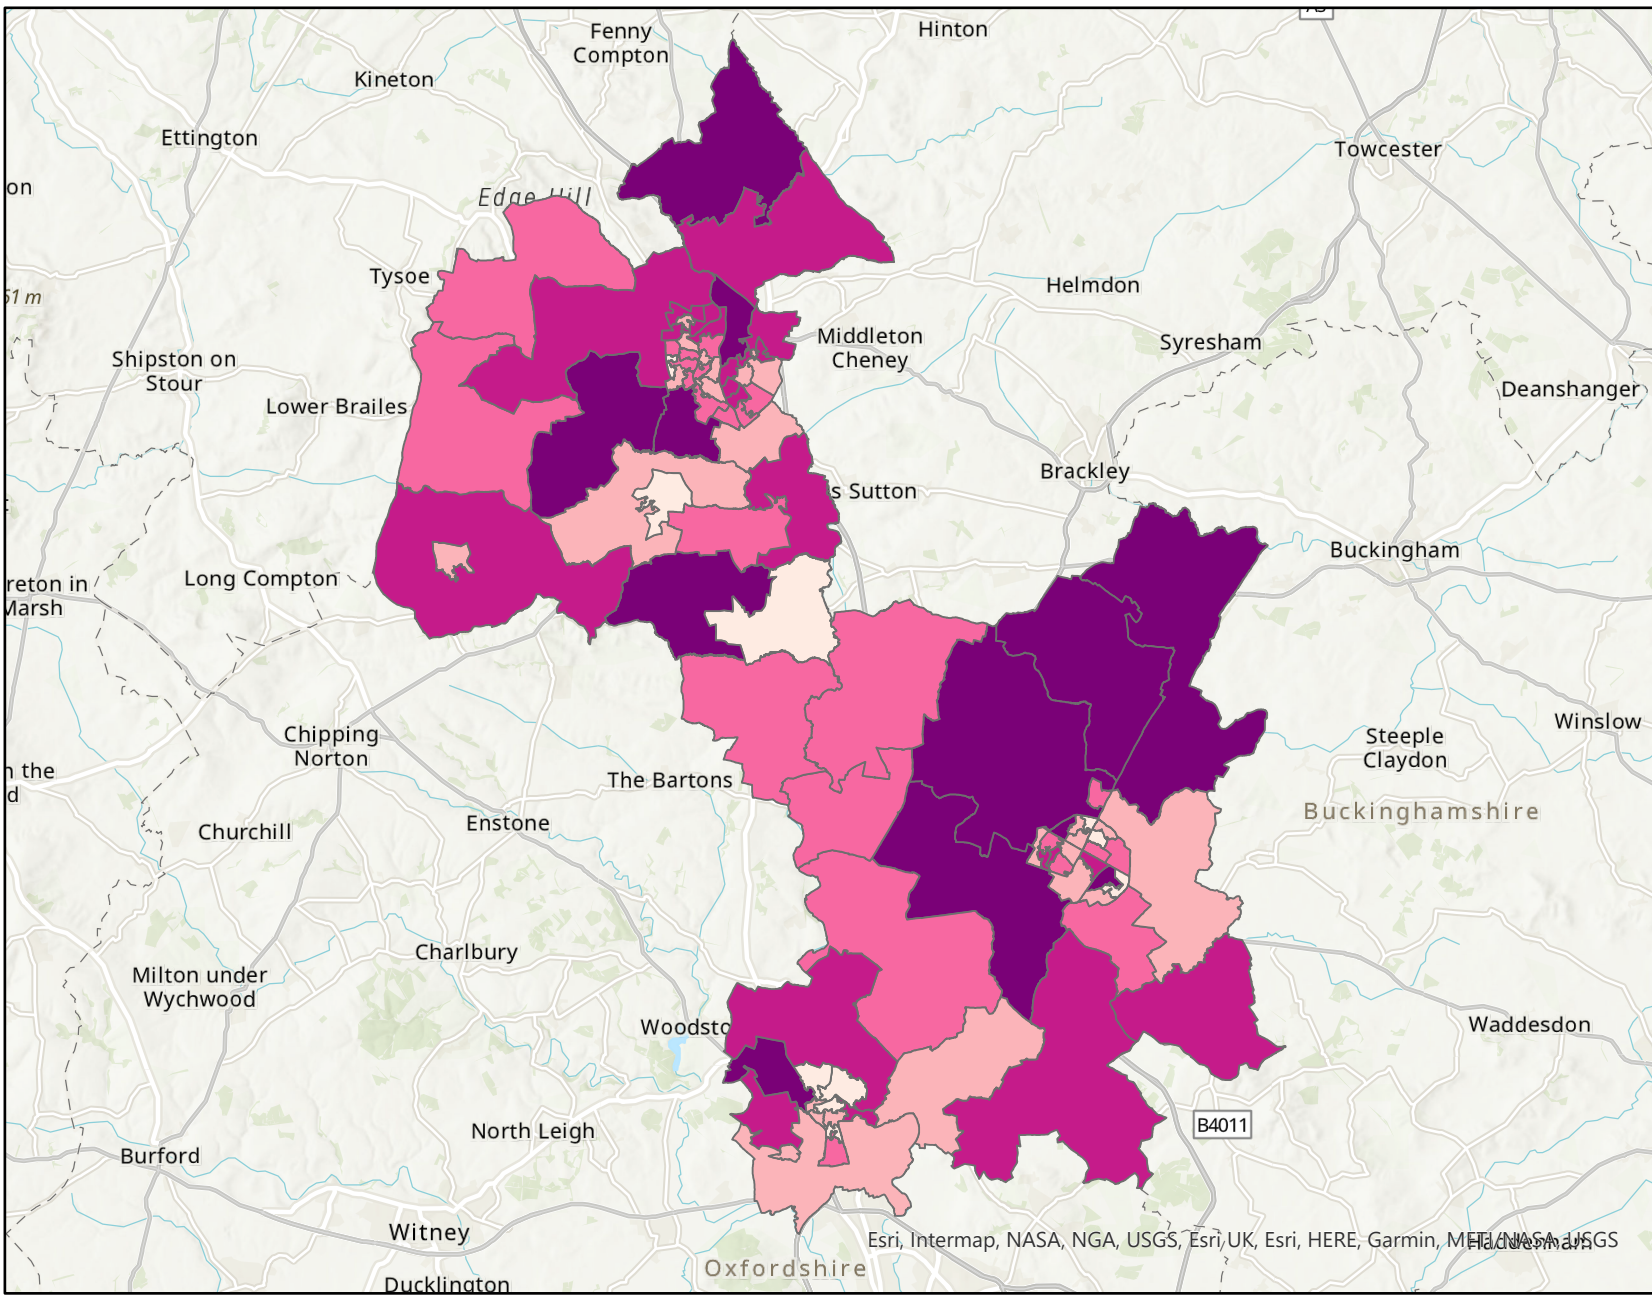 A5
Fenny
Compton
Hinton
Kineton
Ettington
Towcester
on
Edge Hill
Tysoe
Helmdon
51 m
Middleton
Cheney
Syresham
Shipston on
Stour
Deanshanger
Lower Brailes
Brackley
s Sutton
Buckingham
Long Compton
reton in
Marsh
Winslow
Chipping
Norton
Steeple
Claydon
n the
d
The Bartons
Buckinghamshire
Churchill
Enstone
Charlbury
Milton under
Wychwood
Woodsto
Waddesdon
B4011
North Leigh
Burford
Witney
Esri, Intermap, NASA, NGA, USGS, Esri UK, Esri, HERE, Garmin, METI/NASA, USGS
Haddenham
Oxfordshire
Ducklington